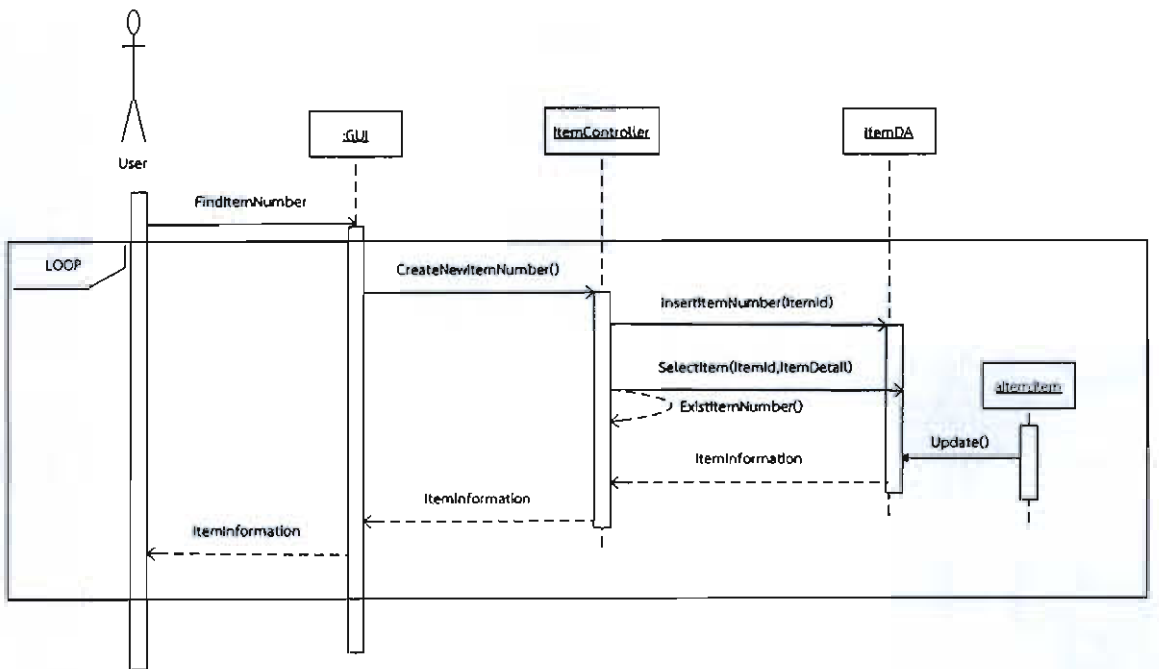 User
:GUI
ItemController
itemDA
FindItemNumber
LOOP
CreateNewItemNumber()
InsertItemNumber(ItemId)
SelectItem(ItemId,ItemDetail)
ExistItemNumber()
Update()
ItemInformation
ItemInformation
ItemInformation